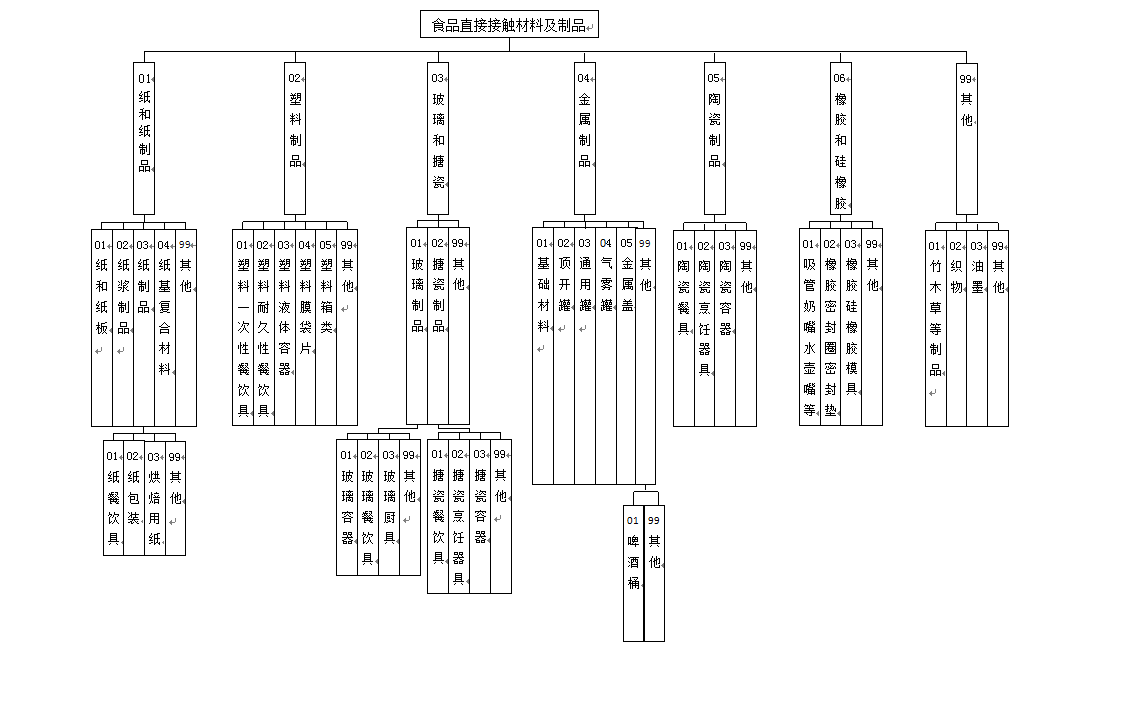 食品直接接触材料及制品
01纸和纸制品
02塑料制品
03玻璃和搪瓷
04金属制品
05陶瓷制品
06橡胶和硅橡胶
99其他
01纸和纸板
02纸浆制品
03纸制品
04纸基复合材料
99其他
01塑料一次性餐饮具
02塑料耐久性餐饮具
03塑料液体容器
04塑料膜袋片
05塑料箱类
99其他
01玻璃制品
02搪瓷制品
99其他
01基础材料
02顶开罐
03通用罐
04气雾罐
05金属盖
99其他
01陶瓷餐具
02陶瓷烹饪器具
03陶瓷容器
99其他
01吸管奶嘴水壶嘴等
02橡胶密封圈密封垫
03橡胶硅橡胶模具
99其他
01竹木草等制品
02织物
03油墨
99其他
01纸餐饮具
02纸包装
03烘焙用纸
99其他
01玻璃容器
02玻璃餐饮具
03玻璃厨具
99其他
01搪瓷餐饮具
02搪瓷烹饪器具
03搪瓷容器
99其他
01啤酒桶
99其他